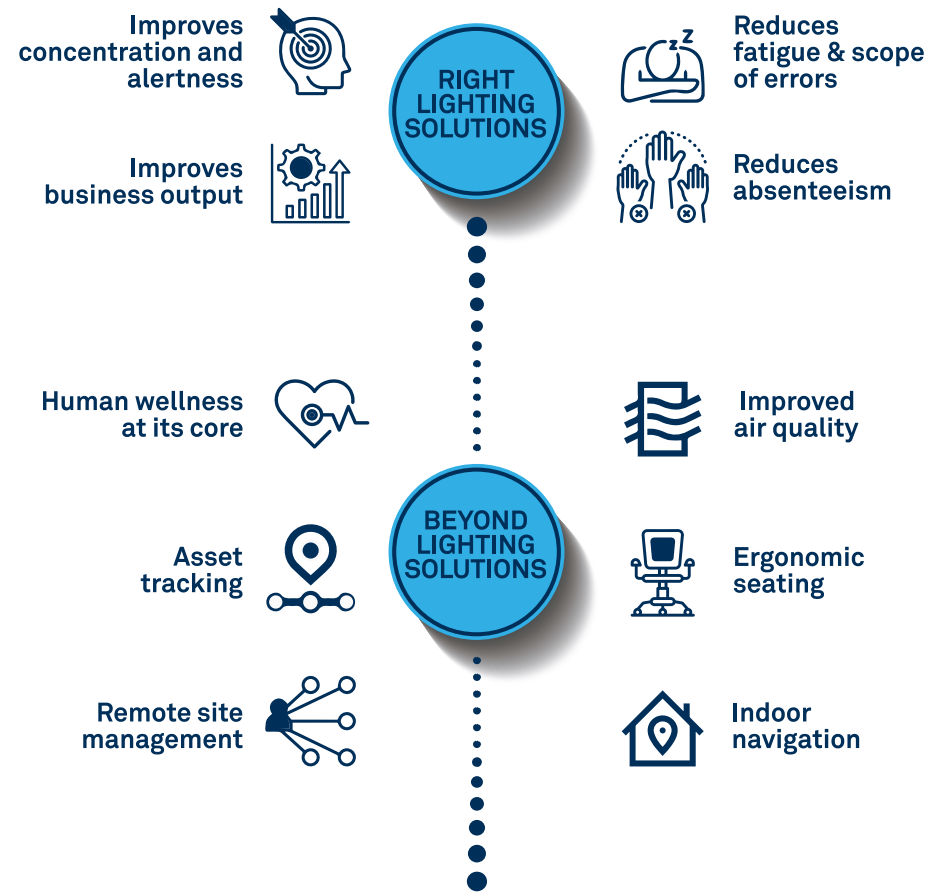 Improves
concentration and
alertness
RIGHT
LIGHTING
SOLUTIONS
Reduces
fatigue & scope
of errors
zz
Improves
business output
Reduces
absenteeism
Human wellness
at its core
Improved
air quality
BEYOND
LIGHTING
SOLUTIONS
Asset
tracking
Ergonomic
seating
Remote site
management
Indoor
navigation